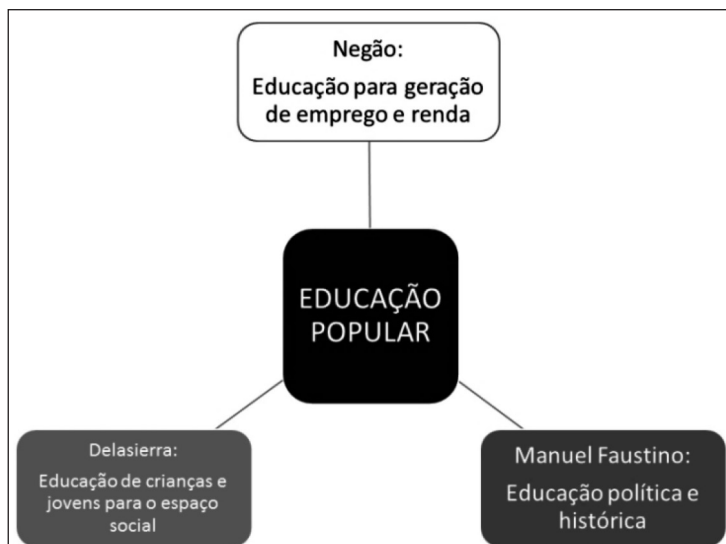 Negão:
Educação para geração
de emprego e renda
EDUCAÇÃO
POPULAR
Delasierra:
Educação de crianças e
jovens para o espaço
social
Manuel Faustino:
Educação política e
histórica